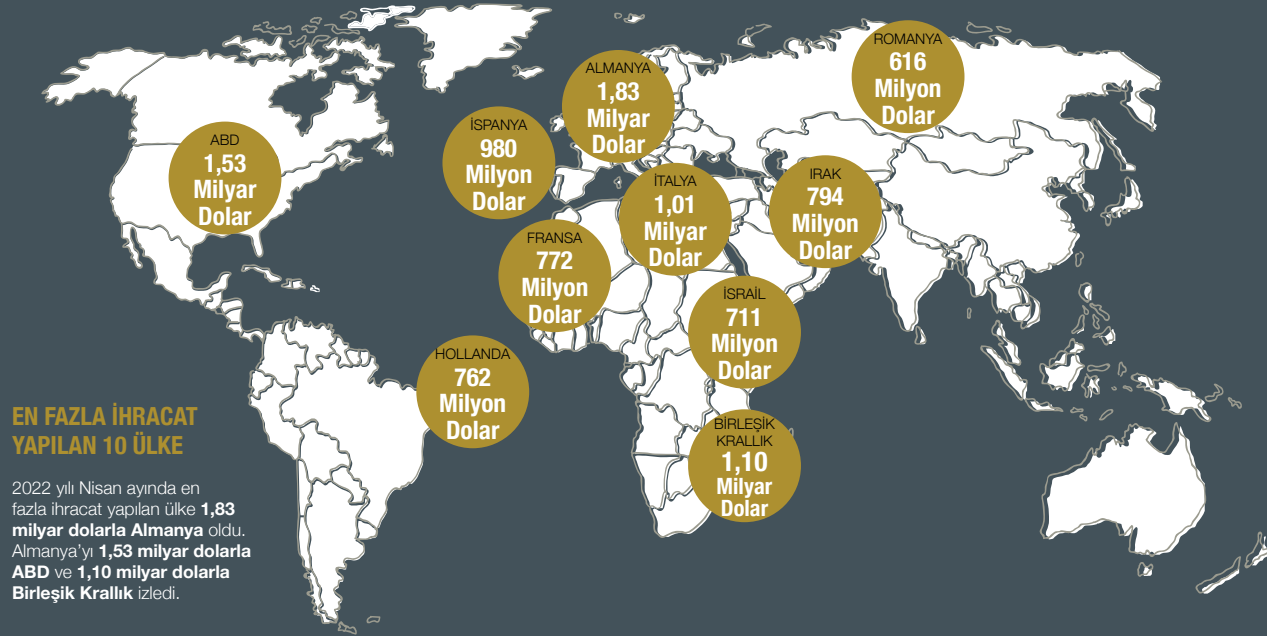 ROMANYA
616
Milyon
Dolar
ALMANYA
1,83
Milyar
Dolar
ABD
1,53
Milyar
Dolar
İSPANYA
980
Milyon
Dolar
İTALYA
1,01
Milyar
Dolar
IRAK
794
Milyon
Dolar
FRANSA
772
Milyon
Dolar
İSRAİL
711
Milyon
Dolar
HOLLANDA
762
Milyon
Dolar
BİRLEŞİK
KRALLIK
1,10
Milyar
Dolar
EN FAZLA İHRACAT
YAPILAN 10 ÜLKE
2022 yılı Nisan ayında en
fazla ihracat yapılan ülke 1,83
milyar dolarla Almanya oldu.
Almanya’yı 1,53 milyar dolarla
ABD ve 1,10 milyar dolarla
Birleşik Krallık izledi.